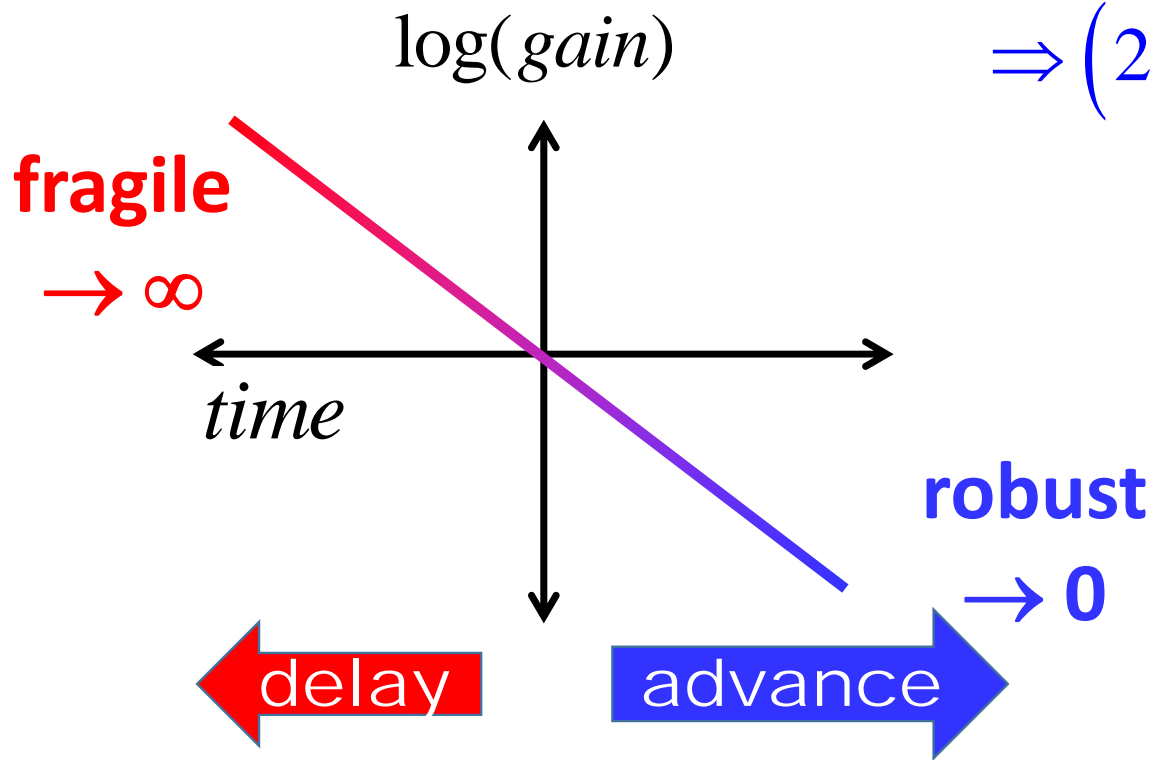 log(gain)
⇒ (2
fragile
→ ∞
time
robust
→ 0
delay
advance